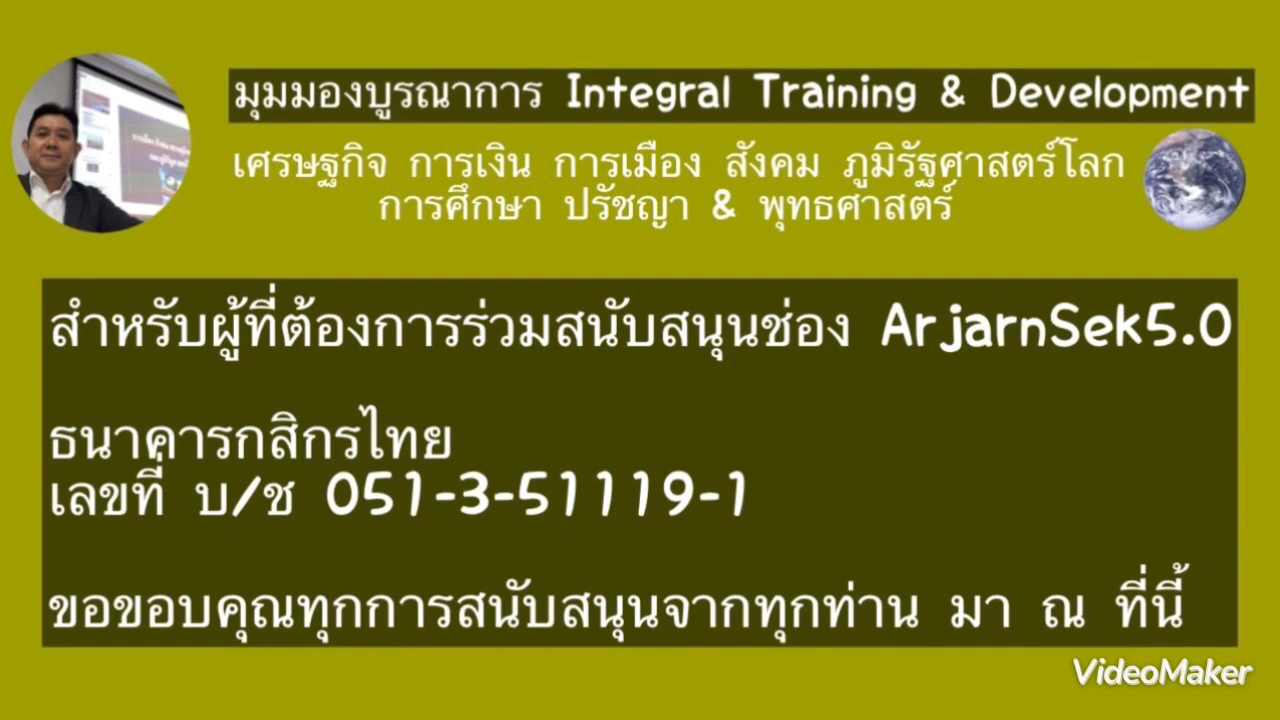 มุมมองบูรณาการ Integral Training & Development
เศรษฐกิจ การเงิน การเมือง สังคม ภูมิรัฐศาสตร์โลก
การศึกษา ปรัชญา & พุทธศาสตร์
สำหรับผู้ที่ต้องการร่วมสนับสนุนช่อง ArjarnSek5.0
ธนาคารกสิกรไทย
เลขที่ บ/ช 051-3-51119-1
ขอขอบคุณทุกการสนับสนุนจากทุกท่าน มา ณ ที่นี้
VideoMaker